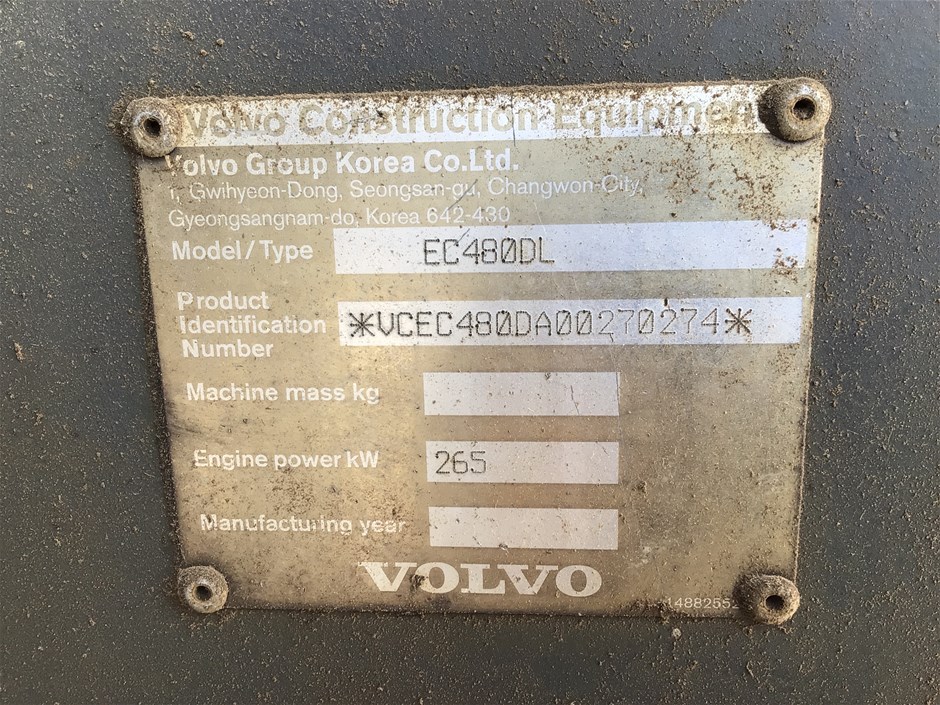 Volvo Construction Equipment
Volvo Group Korea Co.Ltd.
1, Gwihyeon-Dong, Seongsan-gu, Changwon-City,
Gyeongsangnam-do, Korea 642-430
Model/Type EC480DL
Product
Identification
Number
*VCEC480DA00270274*
Machine mass kg
Engine power kW 265
Manufacturing year
VOLVO